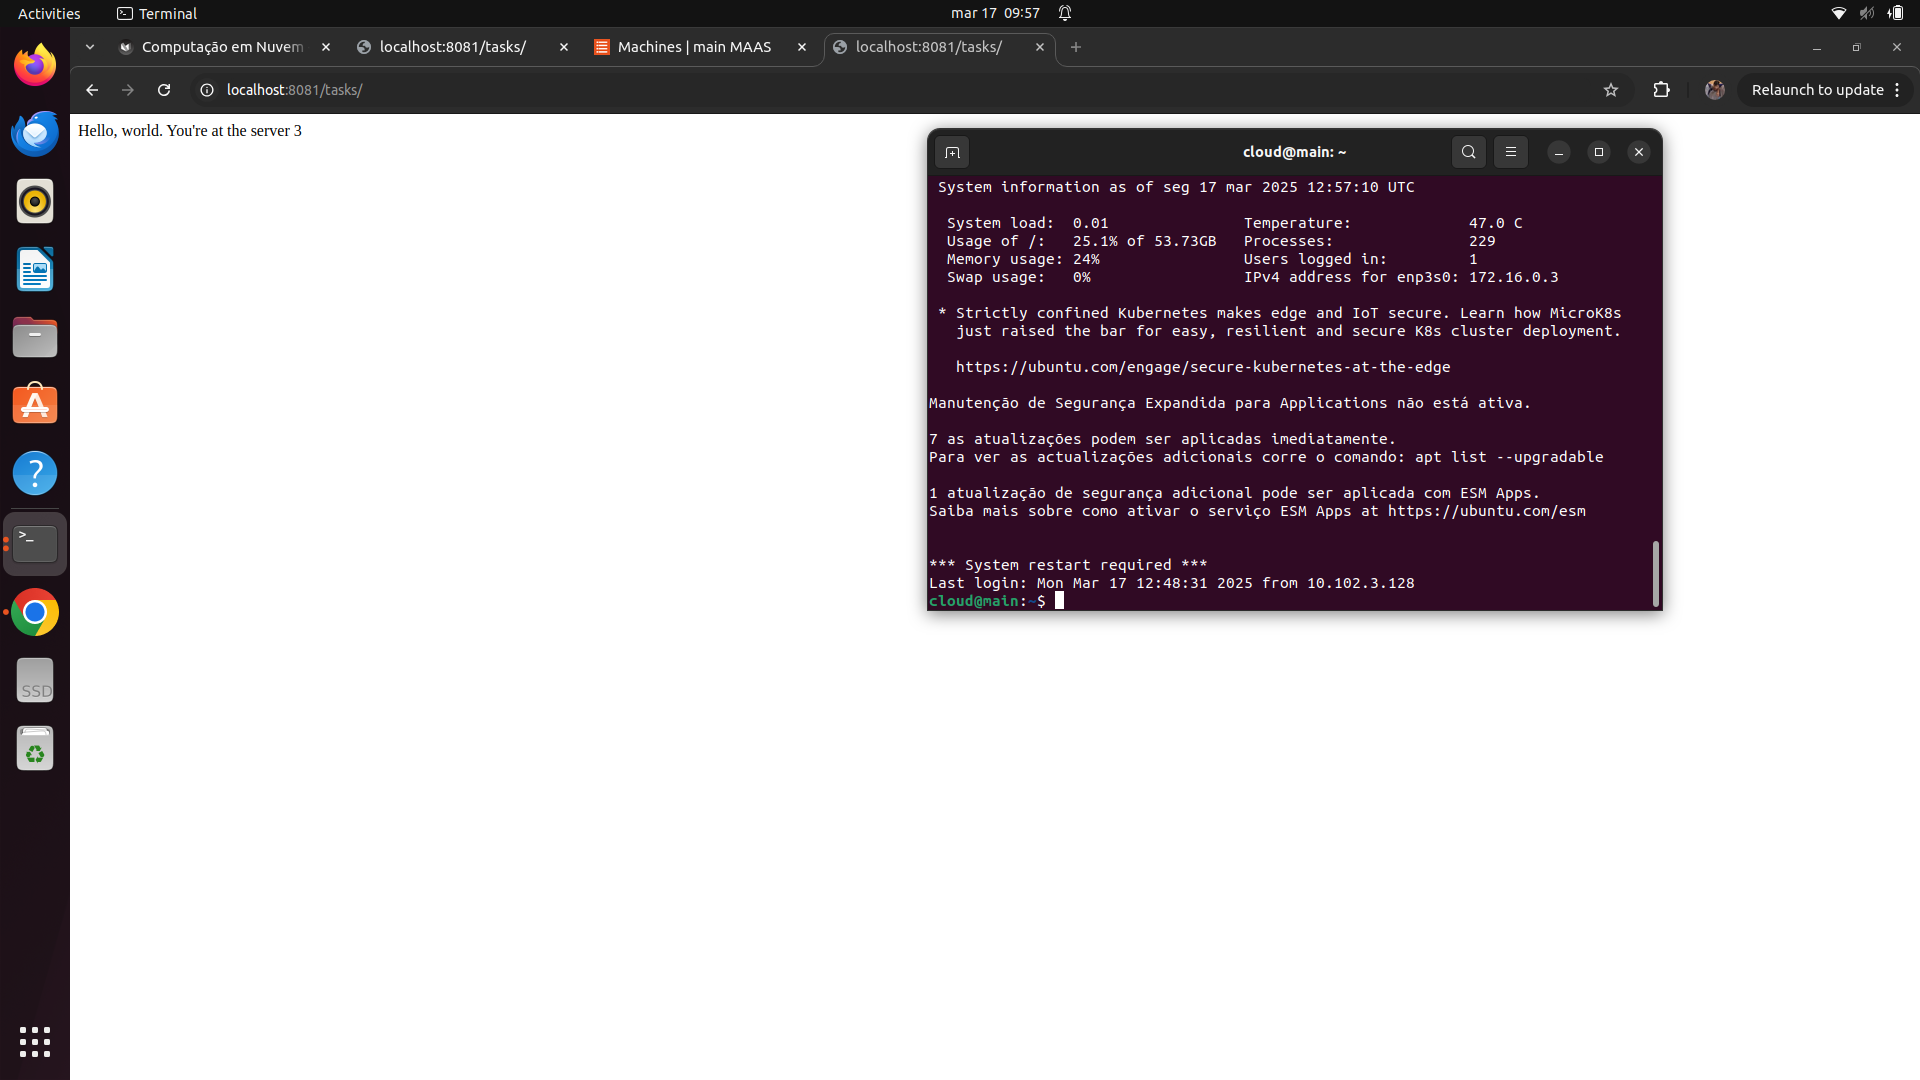 Activities
Terminal
mar 17 09:57
Computação em Nuvem
localhost:8081/tasks/
Machines | main MAAS
localhost:8081/tasks/
localhost:8081/tasks/
Relaunch to update
Hello, world. You're at the server 3
cloud@main: ~
System information as of seg 17 mar 2025 12:57:10 UTC
System load: 0.01 Temperature: 47.0 C
Usage of /: 25.1% of 53.73GB Processes: 229
Memory usage: 24% Users logged in: 1
Swap usage: 0% IPv4 address for enp3s0: 172.16.0.3
* Strictly confined Kubernetes makes edge and IoT secure. Learn how MicroK8s
just raised the bar for easy, resilient and secure K8s cluster deployment.
https://ubuntu.com/engage/secure-kubernetes-at-the-edge
Manutenção de Segurança Expandida para Applications não está ativa.
7 as atualizações podem ser aplicadas imediatamente.
Para ver as actualizações adicionais corre o comando: apt list --upgradable
1 atualização de segurança adicional pode ser aplicada com ESM Apps.
Saiba mais sobre como ativar o serviço ESM Apps at https://ubuntu.com/esm
*** System restart required ***
Last login: Mon Mar 17 12:48:31 2025 from 10.102.3.128
cloud@main:~$
SSD